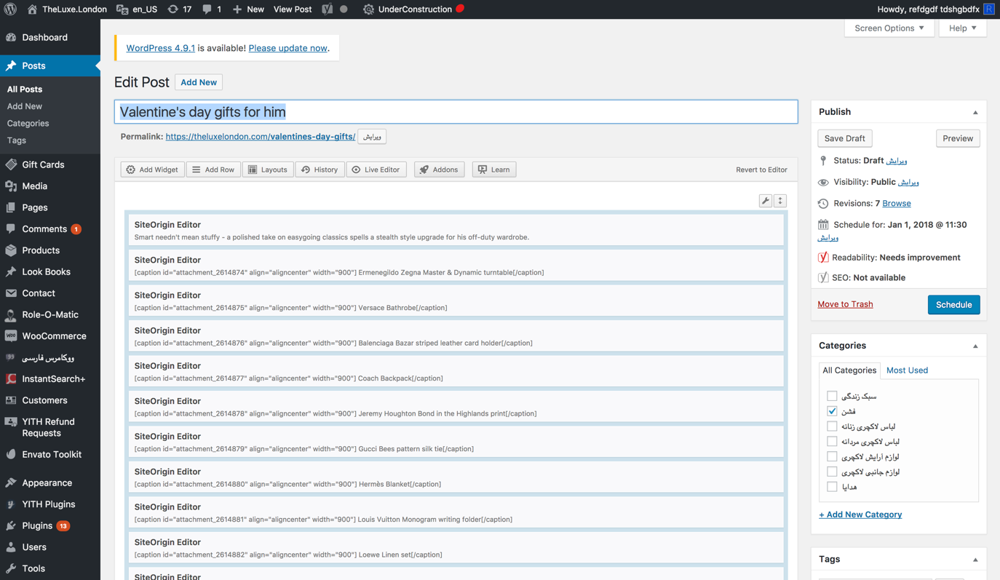 TheLuxe.London en_US 17 1 New View Post UnderConstruction Howdy, refdgdf tdshgbdfx
Dashboard
Posts
All Posts
Add New
Categories
Tags
Gift Cards
Media
Pages
Comments 1
Products
Look Books
Contact
Role-O-Matic
WooCommerce
ووکامرس فارسی
InstantSearch+
Customers
YITH Refund
Requests
Envato Toolkit
Appearance
YITH Plugins
Plugins 13
Users
Tools
Screen Options Help
WordPress 4.9.1 is available! Please update now.
Edit Post Add New
Valentine's day gifts for him
Permalink: https://theluxelondon.com/valentines-day-gifts/ ویرایش
Add Widget Add Row Layouts History Live Editor Addons Learn Revert to Editor
SiteOrigin Editor
Smart needn't mean stuffy - a polished take on easygoing classics spells a stealth style upgrade for his off-duty wardrobe.
SiteOrigin Editor
[caption id="attachment_2614874" align="aligncenter" width="900"] Ermenegildo Zegna Master & Dynamic turntable[/caption]
SiteOrigin Editor
[caption id="attachment_2614875" align="aligncenter" width="900"] Versace Bathrobe[/caption]
SiteOrigin Editor
[caption id="attachment_2614876" align="aligncenter" width="900"] Balenciaga Bazar striped leather card holder[/caption]
SiteOrigin Editor
[caption id="attachment_2614877" align="aligncenter" width="900"] Coach Backpack[/caption]
SiteOrigin Editor
[caption id="attachment_2614878" align="aligncenter" width="900"] Jeremy Houghton Bond in the Highlands print[/caption]
SiteOrigin Editor
[caption id="attachment_2614879" align="aligncenter" width="900"] Gucci Bees pattern silk tie[/caption]
SiteOrigin Editor
[caption id="attachment_2614880" align="aligncenter" width="900"] Hermès Blanket[/caption]
SiteOrigin Editor
[caption id="attachment_2614881" align="aligncenter" width="900"] Louis Vuitton Monogram writing folder[/caption]
SiteOrigin Editor
[caption id="attachment_2614882" align="aligncenter" width="900"] Loewe Linen set[/caption]
SiteOrigin Editor
Publish
Save Draft Preview
Status: Draft ویرایش
Visibility: Public ویرایش
Revisions: 7 Browse
Schedule for: Jan 1, 2018 @ 11:30
ویرایش
Readability: Needs improvement
SEO: Not available
Move to Trash Schedule
Categories
All Categories Most Used
سبک زندگی
فشن
لباس لاکچری زنانه
لباس لاکچری مردانه
لوازم آرایش لاکچری
لوازم جانبی لاکچری
هدایا
+ Add New Category
Tags